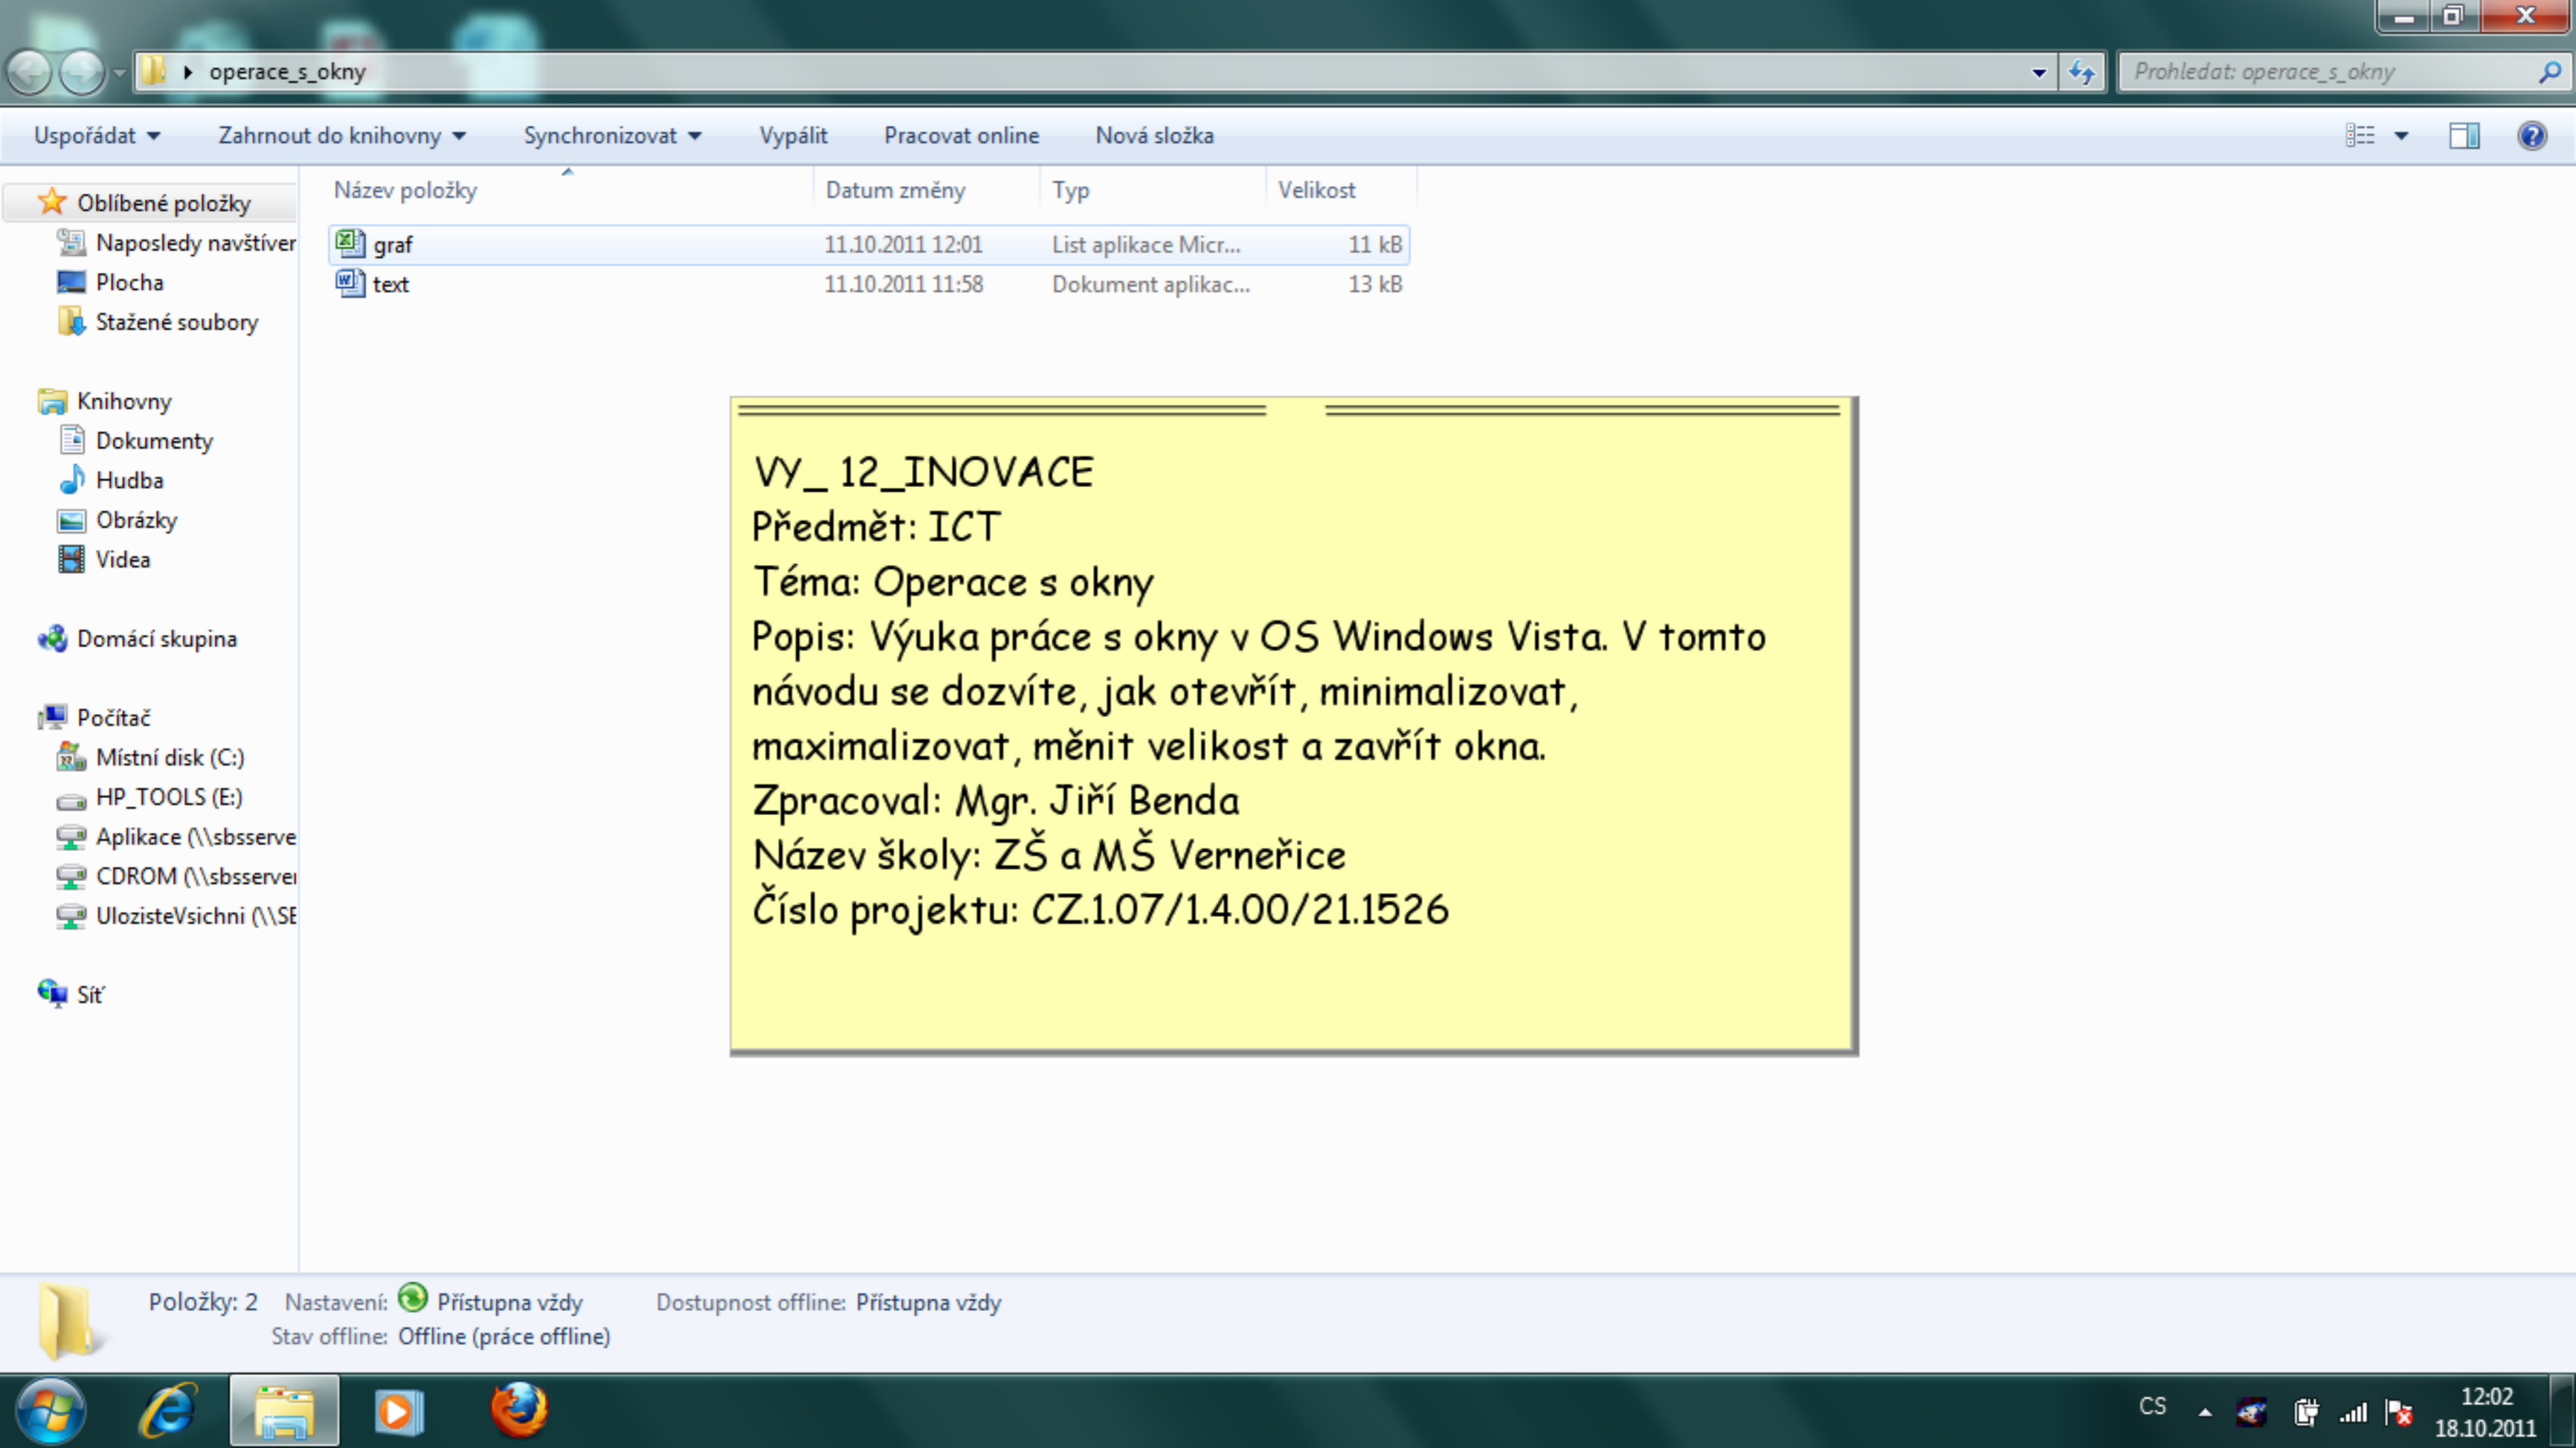 operace_s_okny
Prohledat: operace_s_okny
Uspořádat Zahrnout do knihovny Synchronizovat Vypálit Pracovat online Nová složka
Název položky Datum změny Typ Velikost
graf 11.10.2011 12:01 List aplikace Micr... 11 kB
text 11.10.2011 11:58 Dokument aplikac... 13 kB
Oblíbené položky
Naposledy navštíver
Plocha
Stažené soubory
Knihovny
Dokumenty
Hudba
Obrázky
Videa
Domácí skupina
Počítač
Místní disk (C:)
HP_TOOLS (E:)
Aplikace (\\sbsserve
CDROM (\\sbsserver
UlozisteVsichni (\\SE
Síť
VY_ 12_INOVACE
Předmět: ICT
Téma: Operace s okny
Popis: Výuka práce s okny v OS Windows Vista. V tomto
návodu se dozvíte, jak otevřít, minimalizovat,
maximalizovat, měnit velikost a zavřít okna.
Zpracoval: Mgr. Jiří Benda
Název školy: ZŠ a MŠ Verneřice
Číslo projektu: CZ.1.07/1.4.00/21.1526
Položky: 2 Nastavení: Přístupna vždy Dostupnost offline: Přístupna vždy
Stav offline: Offline (práce offline)
CS
12:02
18.10.2011